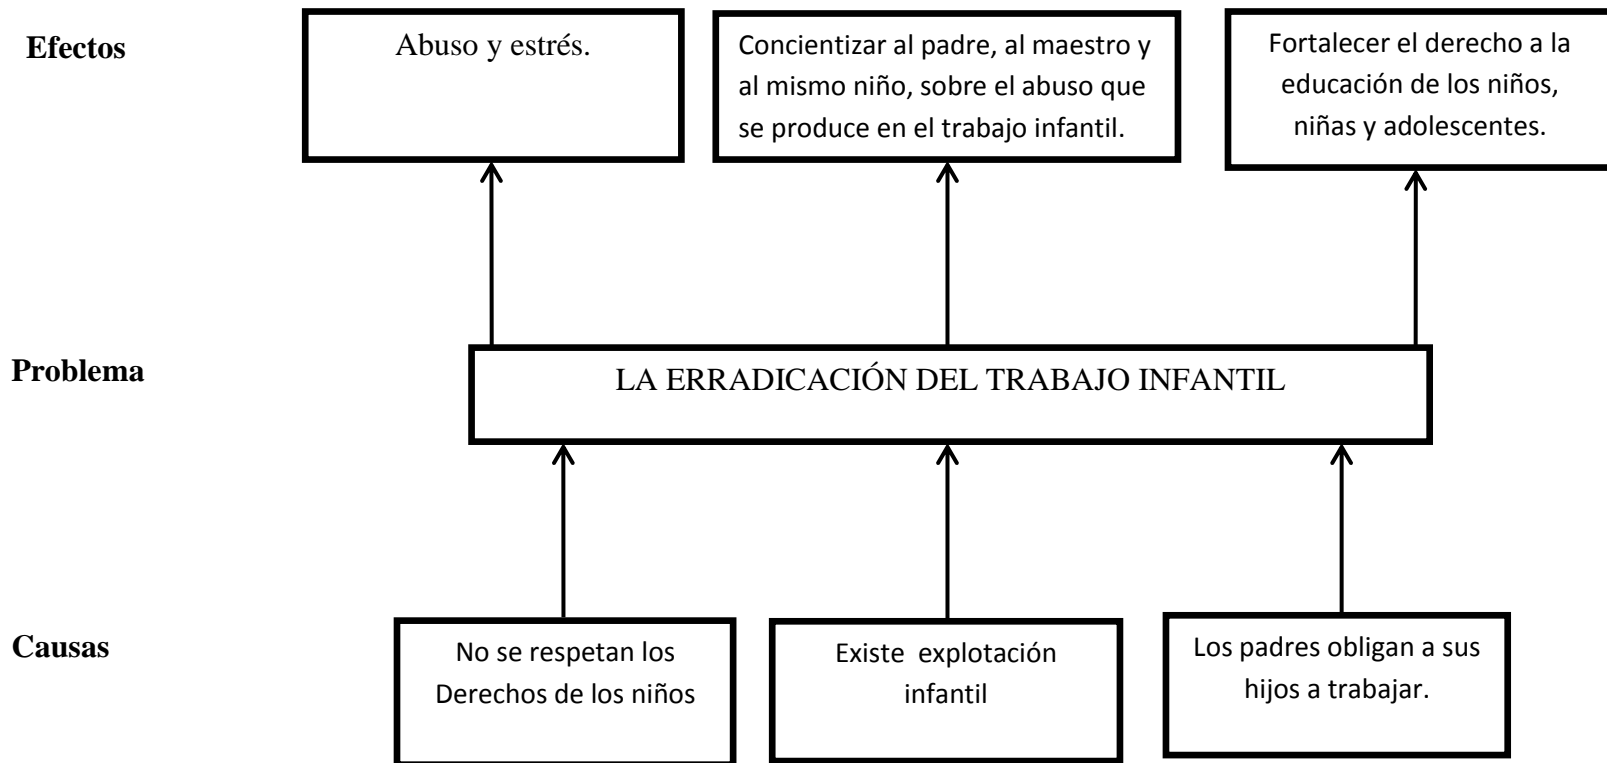 Efectos
Abuso y estrés.
Concientizar al padre, al maestro y
al mismo niño, sobre el abuso que
se produce en el trabajo infantil.
Fortalecer el derecho a la
educación de los niños,
niñas y adolescentes.
Problema
LA ERRADICACIÓN DEL TRABAJO INFANTIL
Causas
No se respetan los
Derechos de los niños
Existe explotación
infantil
Los padres obligan a sus
hijos a trabajar.